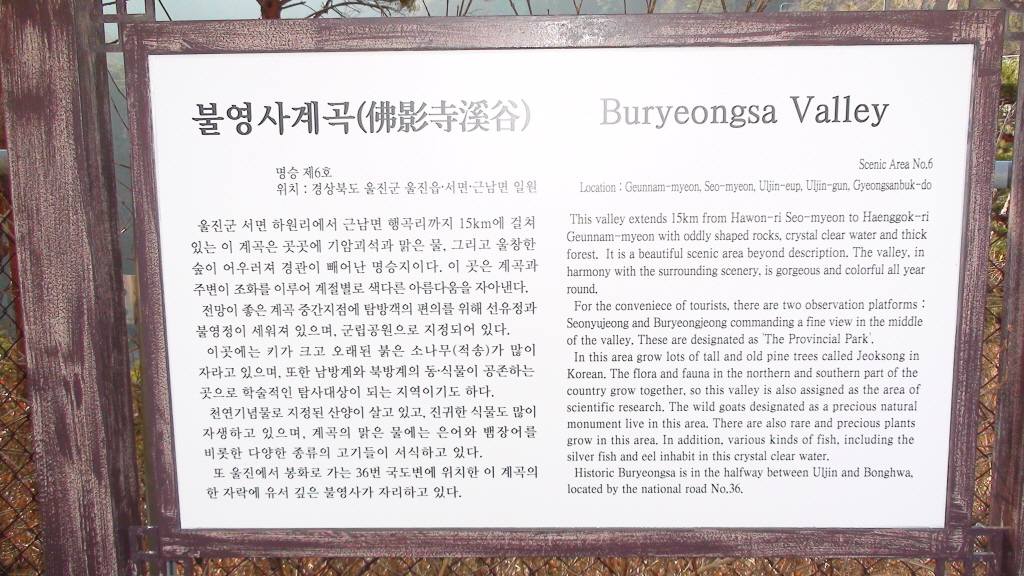 불영사계곡(佛影寺溪谷)
명승 제6호
위치 : 경상북도 울진군 울진읍·서면·근남면 일원
울진군 서면 하원리에서 근남면 행곡리까지 15km에 걸쳐
있는 이 계곡은 곳곳에 기암괴석과 맑은 물, 그리고 울창한
숲이 어우러져 경관이 빼어난 명승지이다. 이 곳은 계곡과
주변이 조화를 이루어 계절별로 색다른 아름다움을 자아낸다.
전망이 좋은 계곡 중간지점에 탐방객의 편의를 위해 선유정과
불영정이 세워져 있으며, 군립공원으로 지정되어 있다.
이곳에는 키가 크고 오래된 붉은 소나무(적송)가 많이
자라고 있으며, 또한 남방계와 북방계의 동·식물이 공존하는
곳으로 학술적인 탐사대상이 되는 지역이기도 하다.
천연기념물로 지정된 산양이 살고 있고, 진귀한 식물도 많이
자생하고 있으며, 계곡의 맑은 물에는 은어와 뱀장어를
비롯한 다양한 종류의 고기들이 서식하고 있다.
또 울진에서 봉화로 가는 36번 국도변에 위치한 이 계곡의
한 자락에 유서 깊은 불영사가 자리하고 있다.
Buryeongsa Valley
Scenic Area No.6
Location : Geunnam-myeon, Seo-myeon, Uljin-eup, Uljin-gun, Gyeongsanbuk-do
This valley extends 15km from Hawon-ri Seo-myeon to Haenggok-ri
Geunnam-myeon with oddly shaped rocks, crystal clear water and thick
forest. It is a beautiful scenic area beyond description. The valley, in
harmony with the surrounding scenery, is gorgeous and colorful all year
round.
For the conveniece of tourists, there are two observation platforms :
Seonyujeong and Buryeongjeong commanding a fine view in the middle
of the valley. These are designated as 'The Provincial Park'.
In this area grow lots of tall and old pine trees called Jeoksong in
Korean. The flora and fauna in the northern and southern part of the
country grow together, so this valley is also assigned as the area of
scientific research. The wild goats designated as a precious natural
monument live in this area. There are also rare and precious plants
grow in this area. In addition, various kinds of fish, including the
silver fish and eel inhabit in this crystal clear water.
Historic Buryeongsa is in the halfway between Uljin and Bonghwa,
located by the national road No.36.